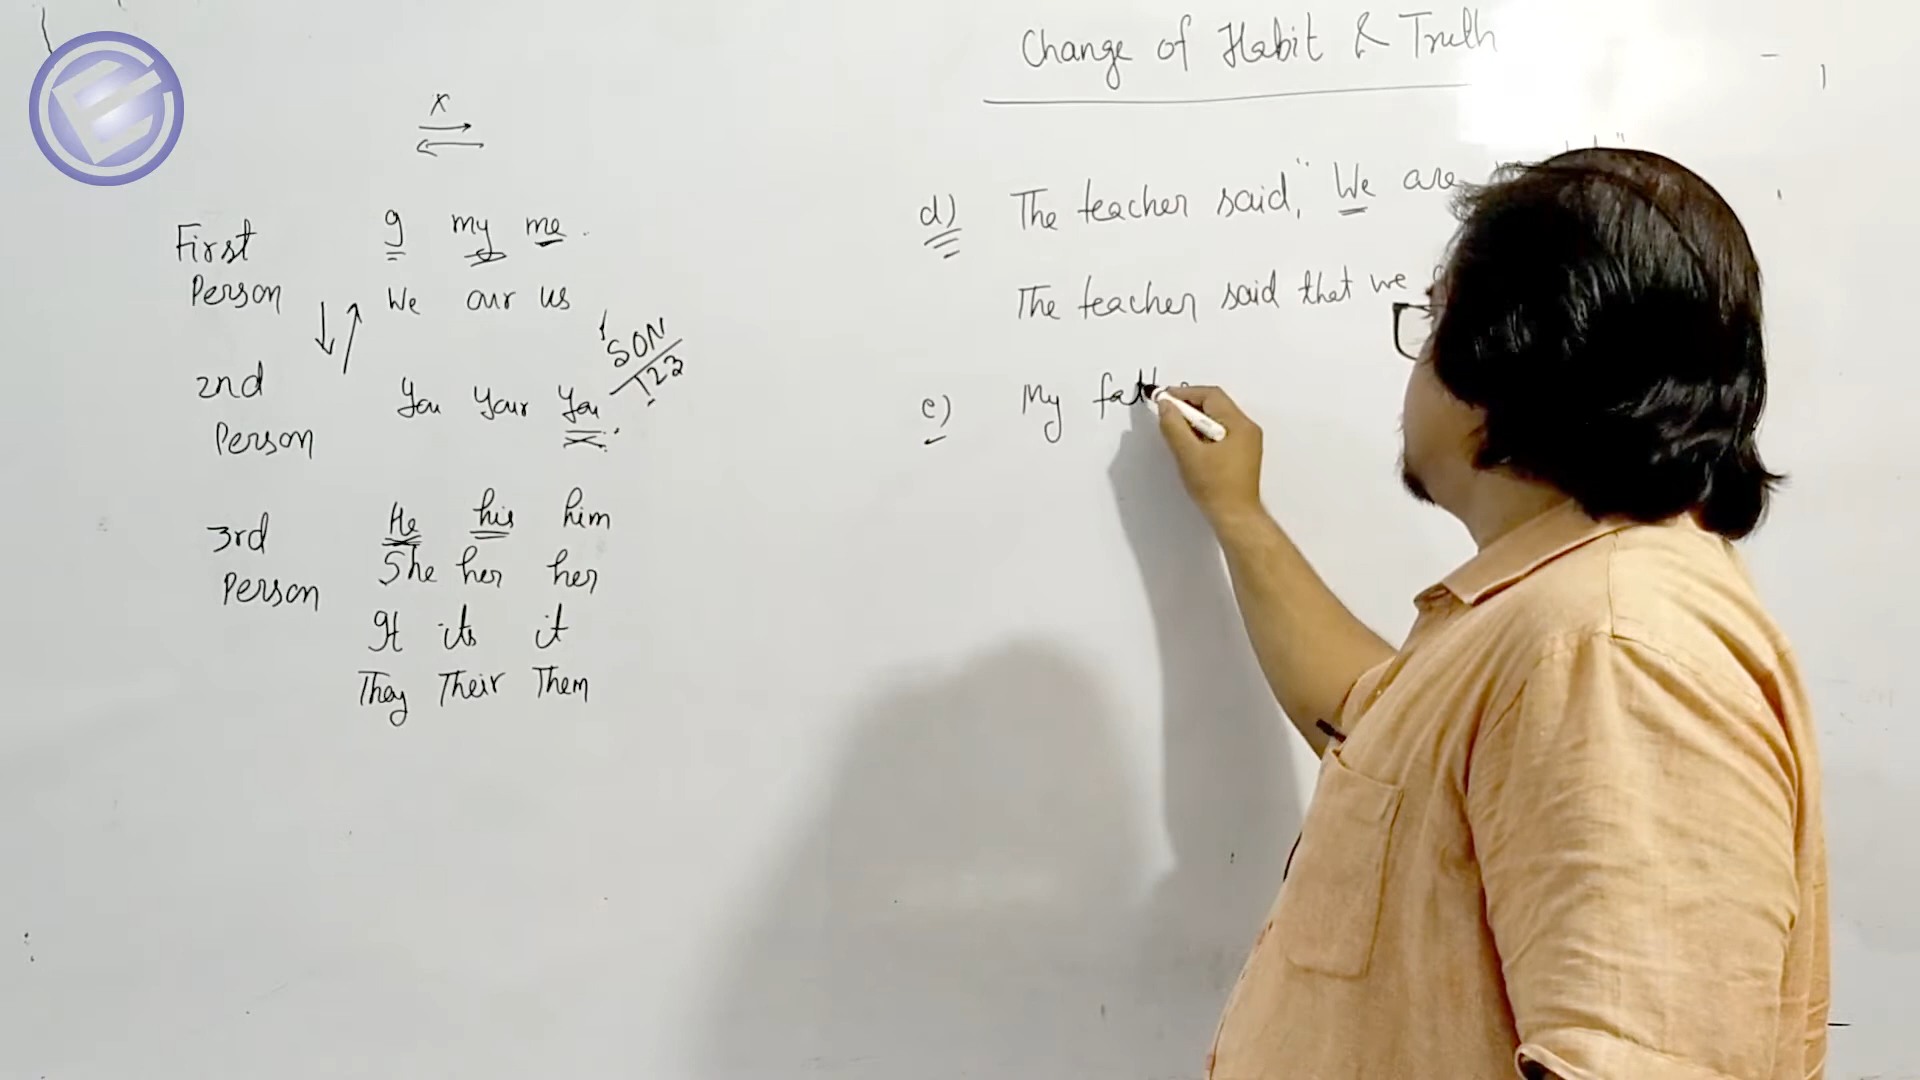 Change of Habit & Truth
x
First
Person
I my me
We our us
2nd
Person
You Your You
SON
123
3rd
Person
He his him
She her her
It its it
They Their Them
d) The teacher said, "We are
The teacher said that we
e) My father